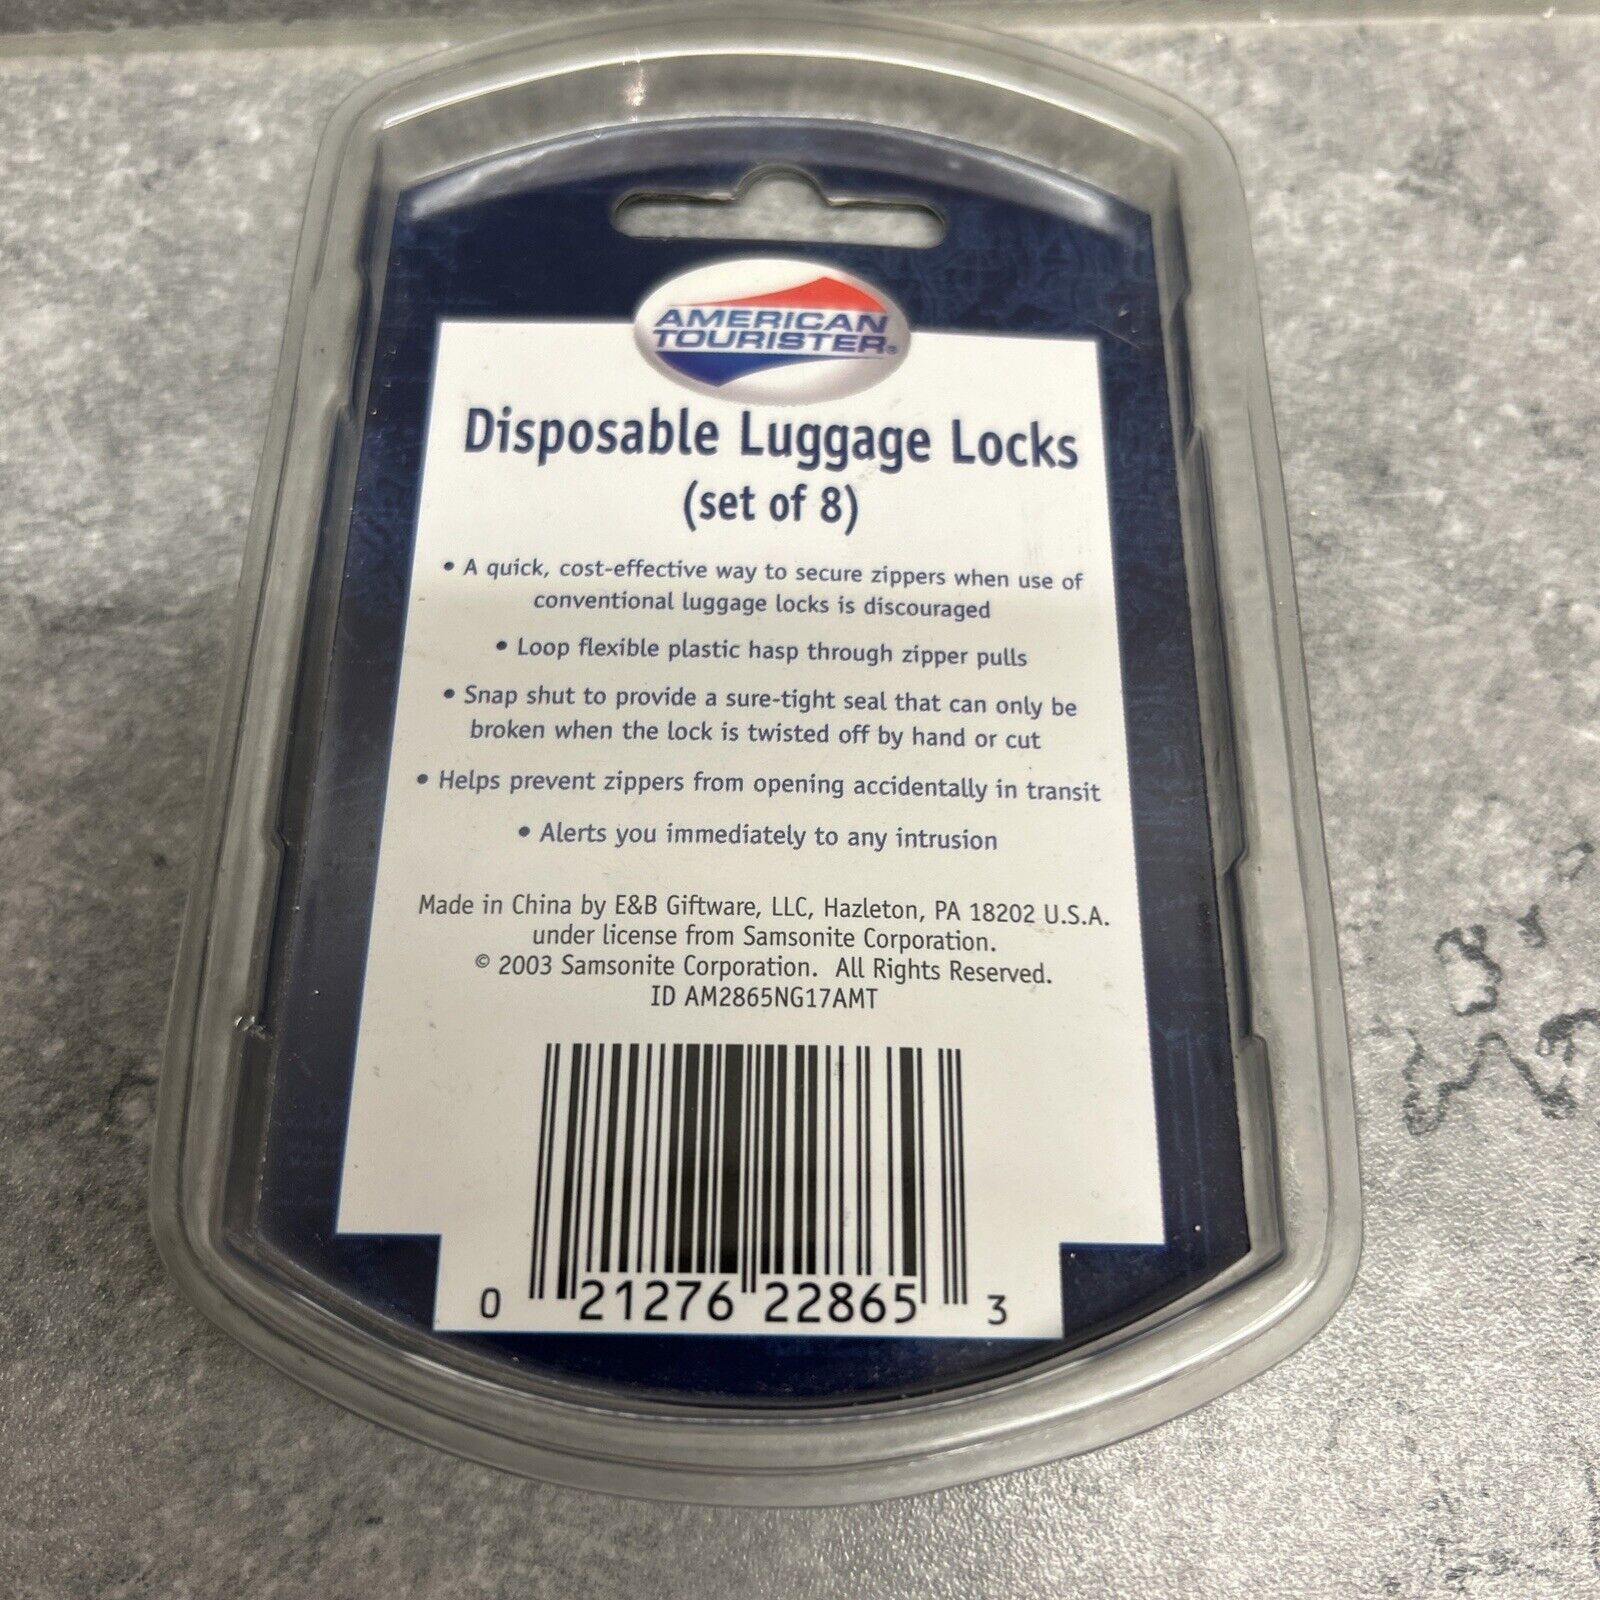 AMERICAN
TOURISTER®
Disposable Luggage Locks
(set of 8)
• A quick, cost-effective way to secure zippers when use of
conventional luggage locks is discouraged
• Loop flexible plastic hasp through zipper pulls
• Snap shut to provide a sure-tight seal that can only be
broken when the lock is twisted off by hand or cut
• Helps prevent zippers from opening accidentally in transit
• Alerts you immediately to any intrusion
Made in China by E&B Giftware, LLC, Hazleton, PA 18202 U.S.A.
under license from Samsonite Corporation.
© 2003 Samsonite Corporation. All Rights Reserved.
ID AM2865NG17AMT
0 21276 22865 3